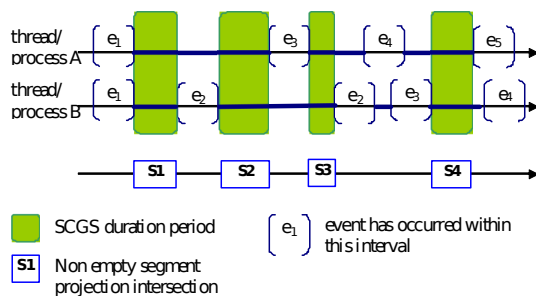 thread/
process A
e1
e3
e4
e5
thread/
process B
e1
e2
e2
e3
e4
S1
S2
S3
S4
SCGS duration period
e1
event has occurred within
this interval
S1
Non empty segment
projection intersection